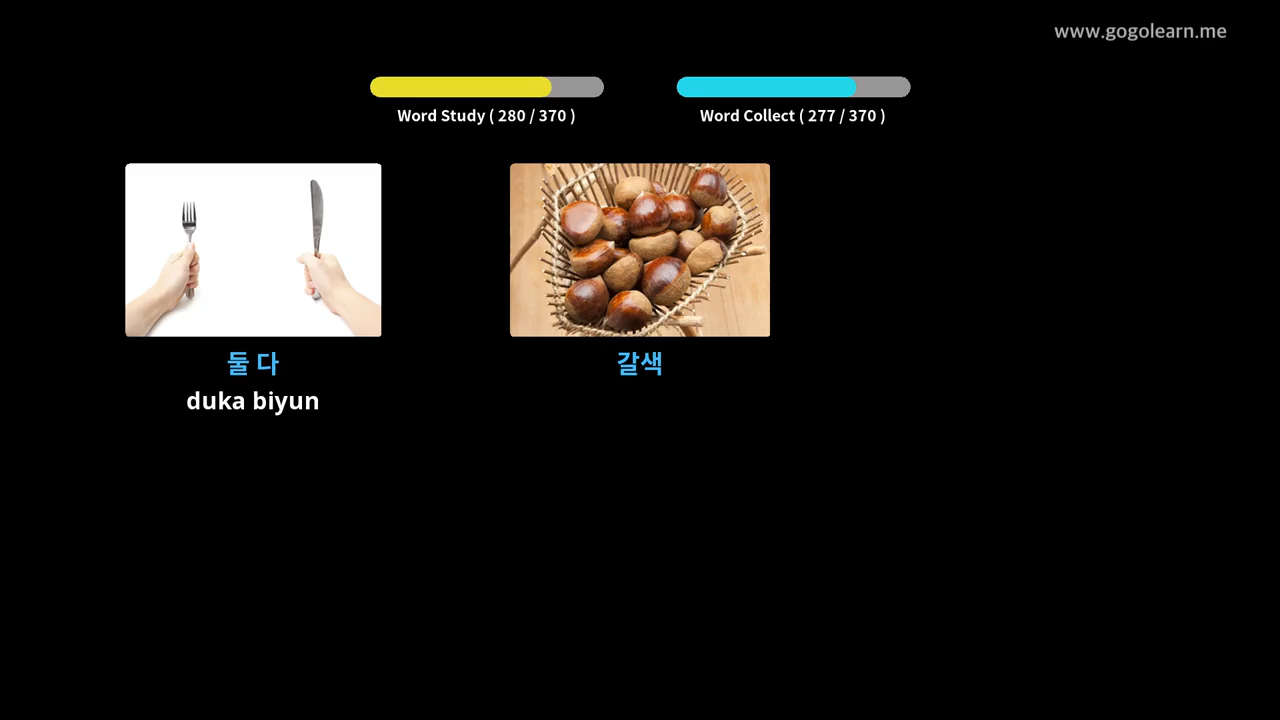 www.gogolearn.me
Word Study ( 280 / 370 )
Word Collect ( 277 / 370 )
둘 다
duka biyun
갈색